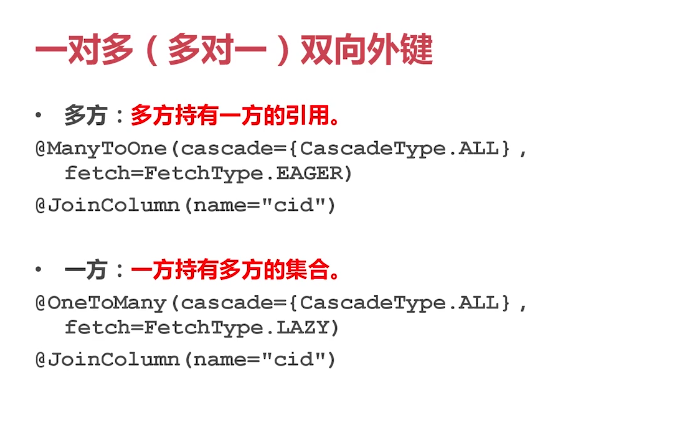 一对多（多对一）双向外键
• 多方：多方持有一方的引用。
@ManyToOne(cascade={CascadeType.ALL},
fetch=FetchType.EAGER)
@JoinColumn(name="cid")
• 一方：一方持有多方的集合。
@OneToMany(cascade={CascadeType.ALL},
fetch=FetchType.LAZY)
@JoinColumn(name="cid")